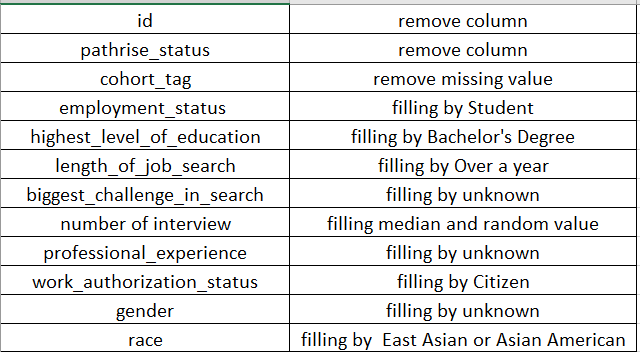 id remove column
pathrise_status remove column
cohort_tag remove missing value
employment_status filling by Student
highest_level_of_education filling by Bachelor's Degree
length_of_job_search filling by Over a year
biggest_challenge_in_search filling by unknown
number of interview filling median and random value
professional_experience filling by unknown
work_authorization_status filling by Citizen
gender filling by unknown
race filling by East Asian or Asian American